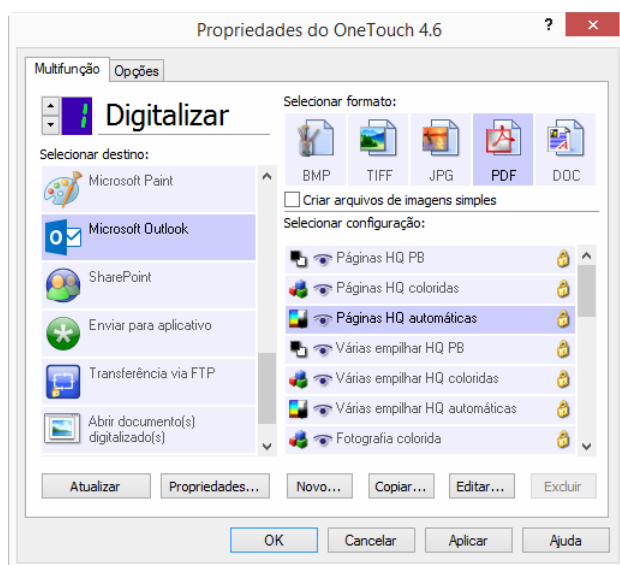 Propriedades do OneTouch 4.6
?
×
Multifunção
Opções
1
Digitalizar
Selecionar destino:
Microsoft Paint
Microsoft Outlook
SharePoint
Enviar para aplicativo
Transferência via FTP
Abrir documento(s)
digitalizado(s)
Selecionar formato:
BMP
TIFF
JPG
PDF
DOC
Criar arquivos de imagens simples
Selecionar configuração:
Páginas HQ PB
Páginas HQ coloridas
Páginas HQ automáticas
Várias empilhar HQ PB
Várias empilhar HQ coloridas
Várias empilhar HQ automáticas
Fotografia colorida
Atualizar
Propriedades...
Novo...
Copiar...
Editar...
Excluir
OK
Cancelar
Aplicar
Ajuda